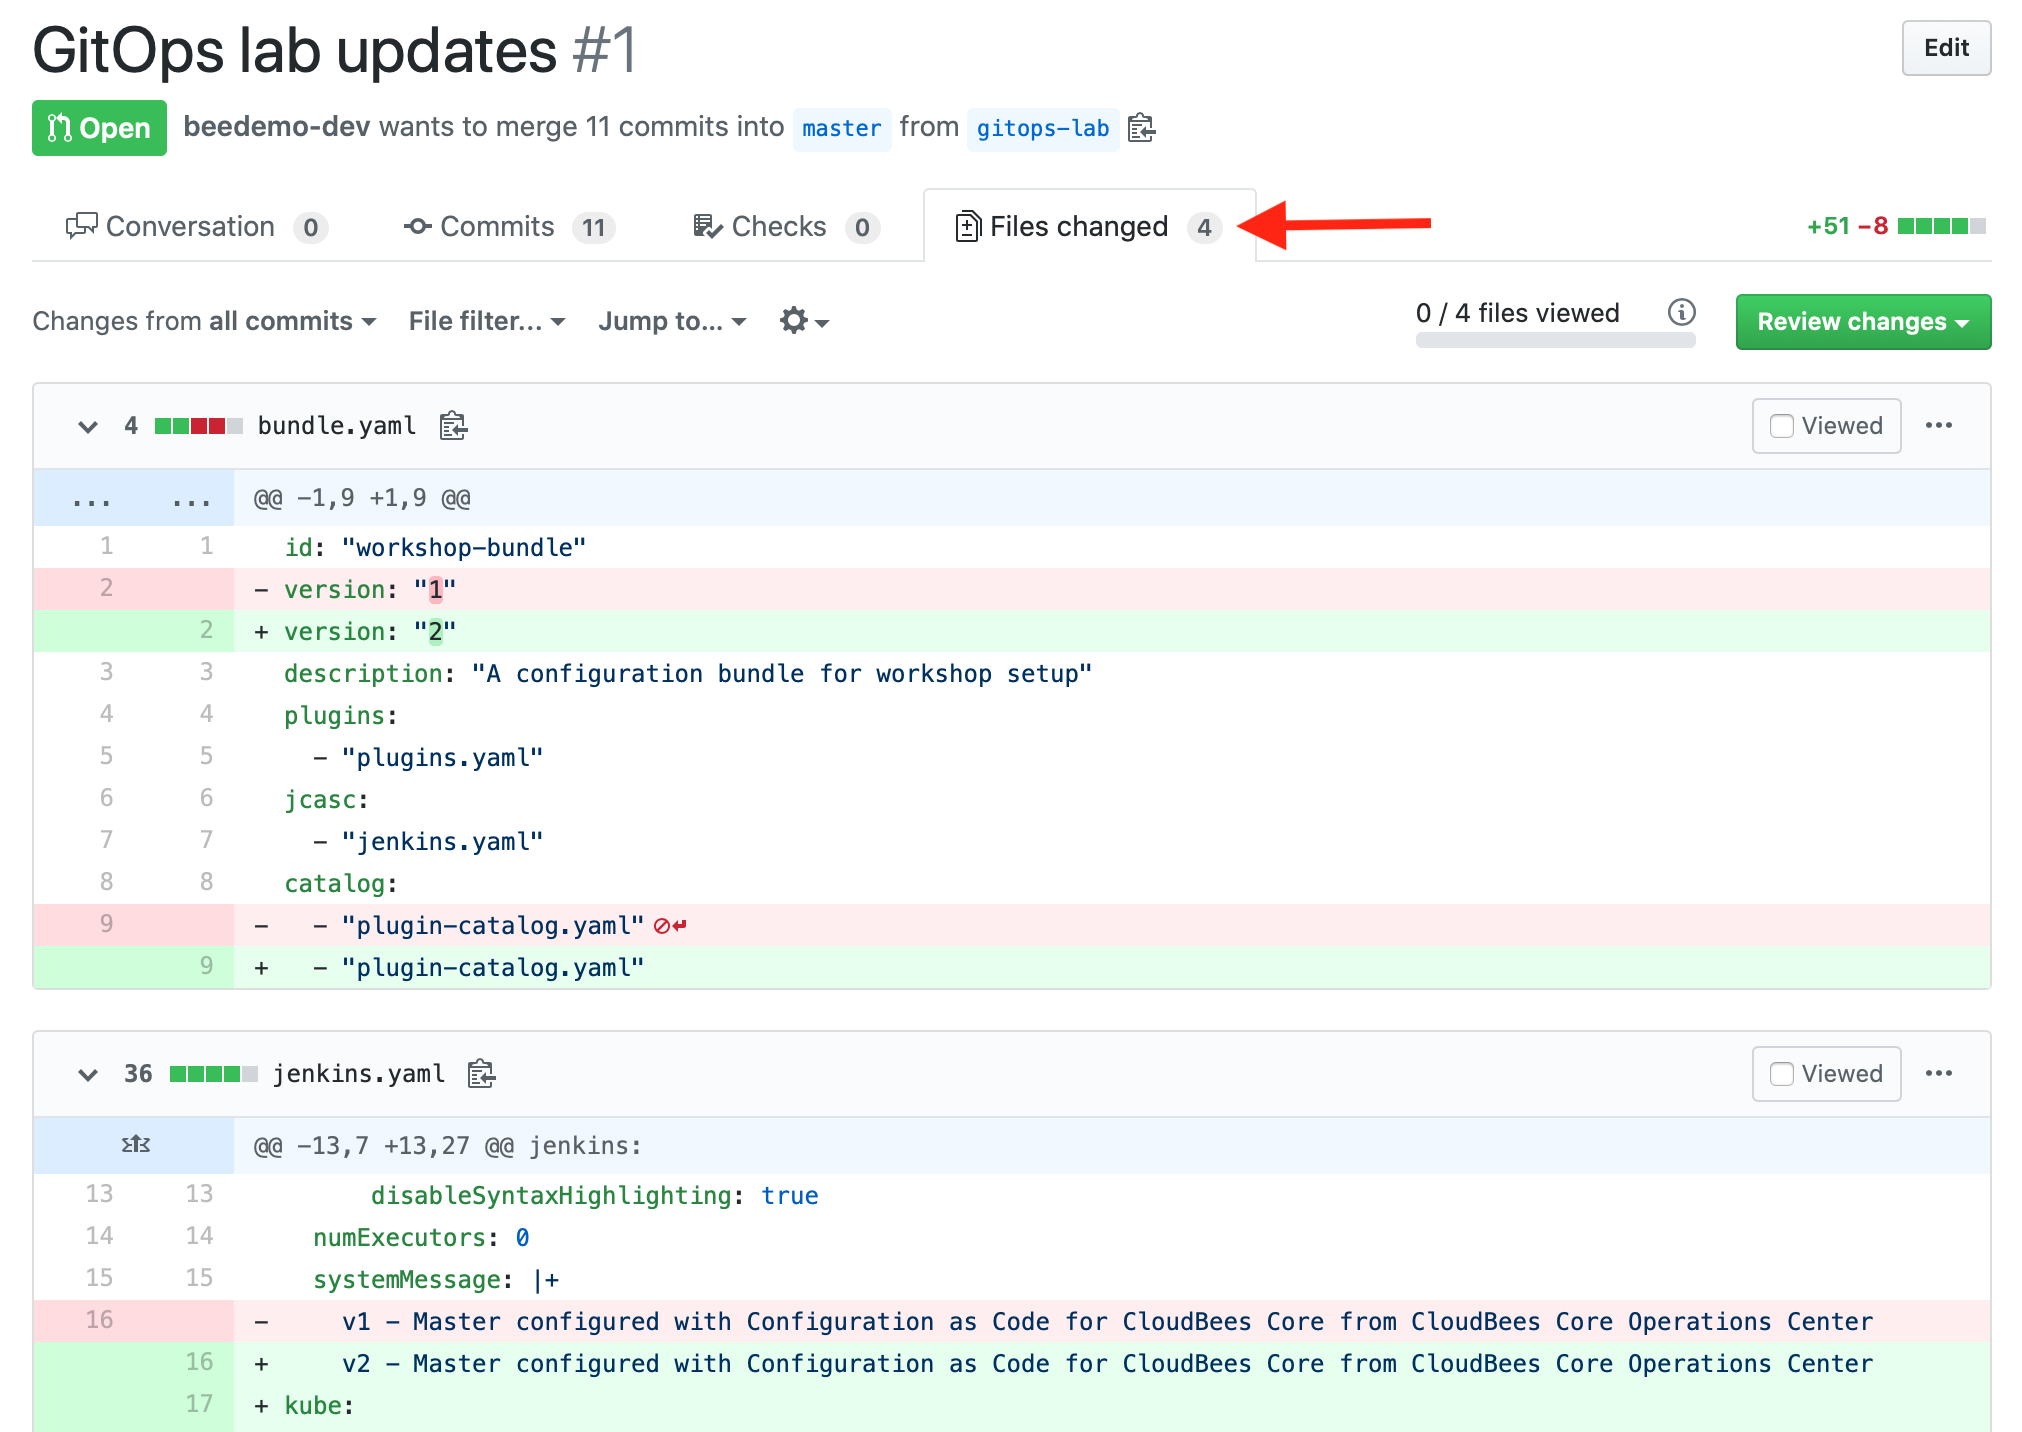 GitOps lab updates #1
Edit
Open beedemo-dev wants to merge 11 commits into master from gitops-lab
Conversation 0 Commits 11 Checks 0 Files changed 4 +51 −8
Changes from all commits File filter... Jump to... 0 / 4 files viewed Review changes
4 bundle.yaml Viewed
... ... @@ -1,9 +1,9 @@
1 1 id: "workshop-bundle"
2 - version: "1"
2 + version: "2"
3 3 description: "A configuration bundle for workshop setup"
4 4 plugins:
5 5 - "plugins.yaml"
6 6 jcasc:
7 7 - "jenkins.yaml"
8 8 catalog:
9 - - "plugin-catalog.yaml"
9 + - "plugin-catalog.yaml"
36 jenkins.yaml Viewed
@@ -13,7 +13,27 @@ jenkins:
13 13 disableSyntaxHighlighting: true
14 14 numExecutors: 0
15 15 systemMessage: |+
16 - v1 - Master configured with Configuration as Code for CloudBees Core from CloudBees Core Operations Center
16 + v2 - Master configured with Configuration as Code for CloudBees Core from CloudBees Core Operations Center
17 + kube: